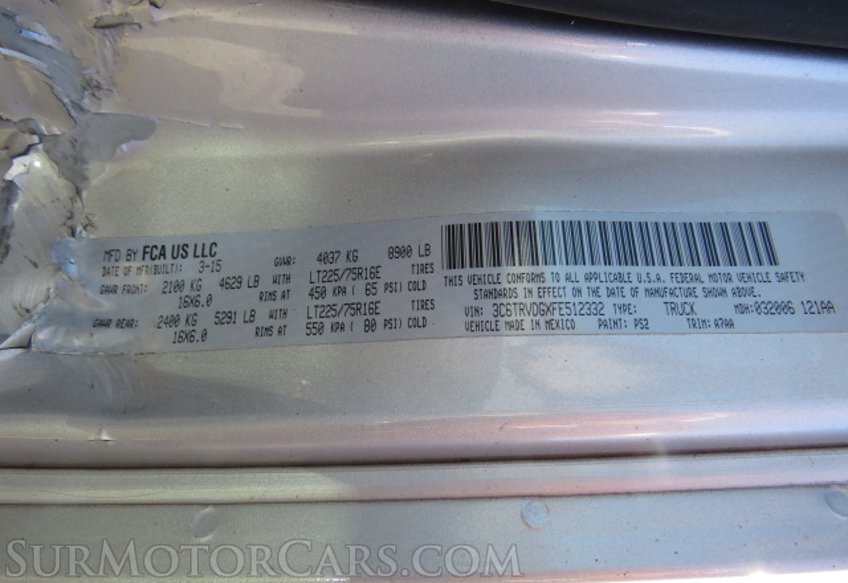 MFD BY FCA US LLC
DATE OF MFR(BUILT): 3-15 GVWR: 4037 KG 8900 LB
GAWR FRONT: 2100 KG 4629 LB WITH LT225/75R16E TIRES
16X6.0 RIMS AT 450 KPA ( 65 PSI) COLD
GAWR REAR: 2400 KG 5291 LB WITH LT225/75R16E TIRES
16X6.0 RIMS AT 550 KPA ( 80 PSI) COLD
THIS VEHICLE CONFORMS TO ALL APPLICABLE U.S.A. FEDERAL MOTOR VEHICLE SAFETY
STANDARDS IN EFFECT ON THE DATE OF MANUFACTURE SHOWN ABOVE.
VIN: 3C6TRVDGXFE512332 TYPE: TRUCK MDH: 032006 121AA
VEHICLE MADE IN MEXICO PAINT: PS2 TRIM: A7AA
SURMOTORCARS.COM